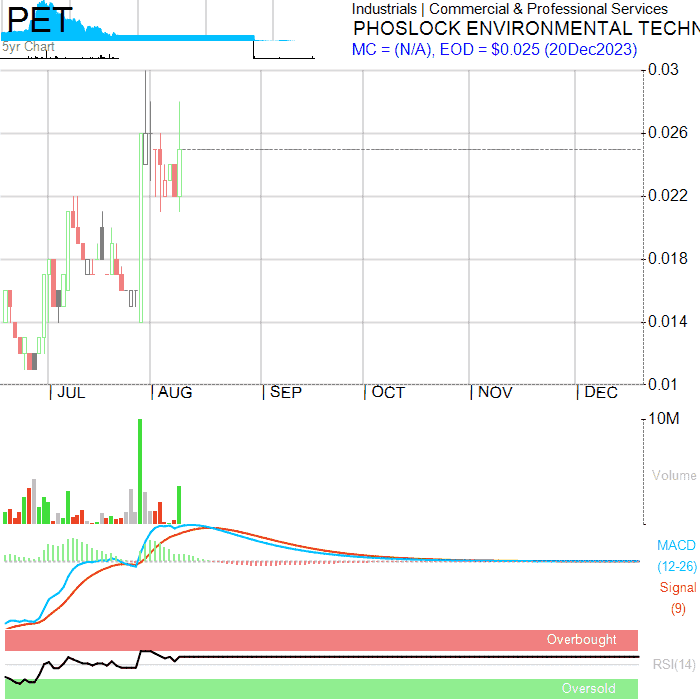 PET
5yr Chart
Industrials | Commercial & Professional Services
PHOSLOCK ENVIRONMENTAL TECHN
MC = (N/A), EOD = $0.025 (20Dec2023)
0.03
0.026
0.022
0.018
0.014
0.01
JUL AUG SEP OCT NOV DEC
10M
Volume
MACD
(12-26)
Signal
(9)
Overbought
RSI(14)
Oversold